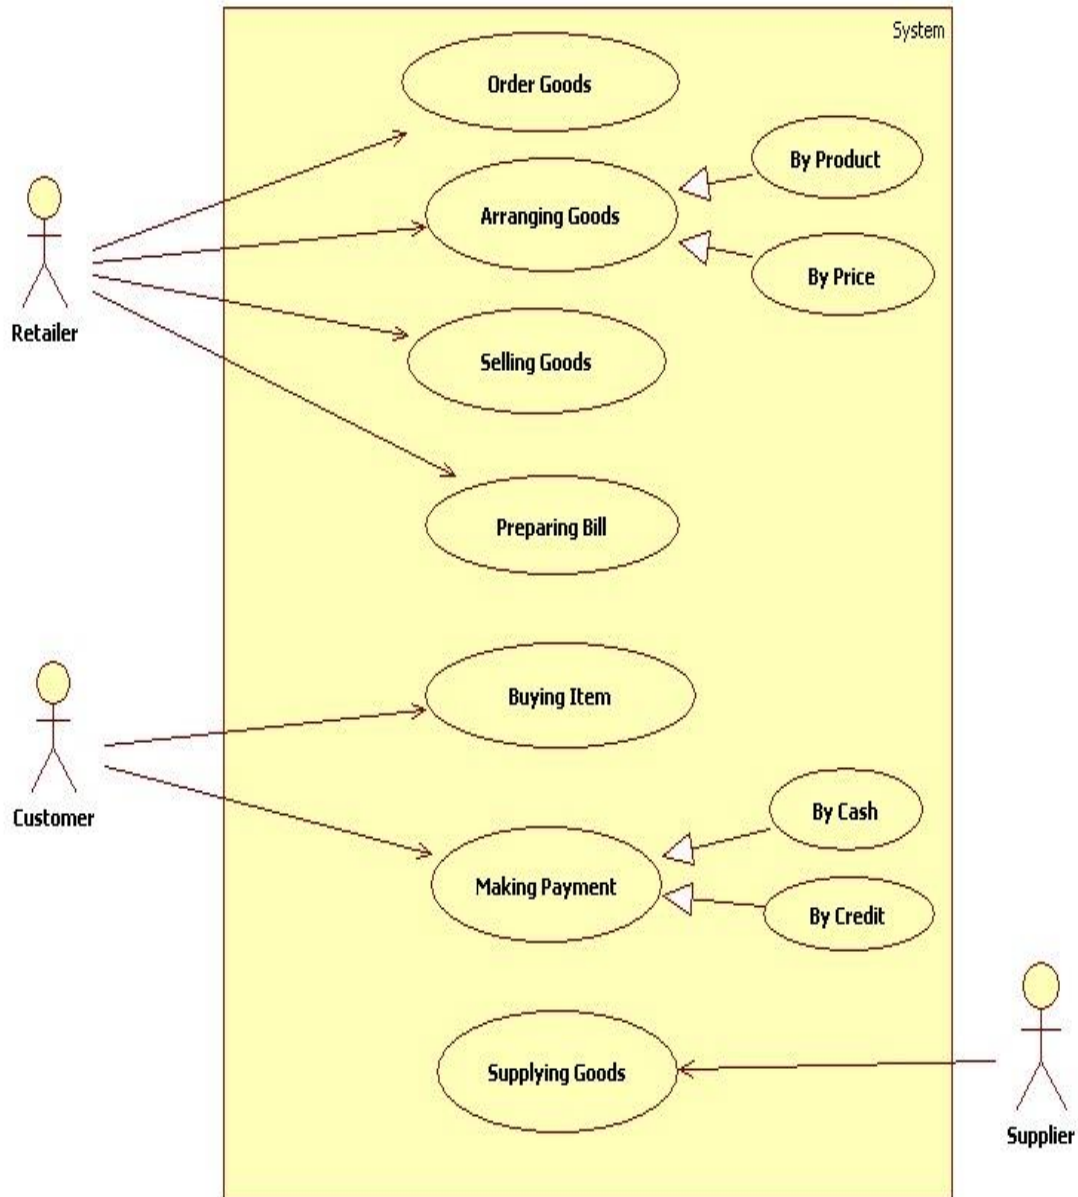 System
Order Goods
By Product
Arranging Goods
By Price
Retailer
Selling Goods
Preparing Bill
Buying Item
Customer
By Cash
Making Payment
By Credit
Supplying Goods
Supplier